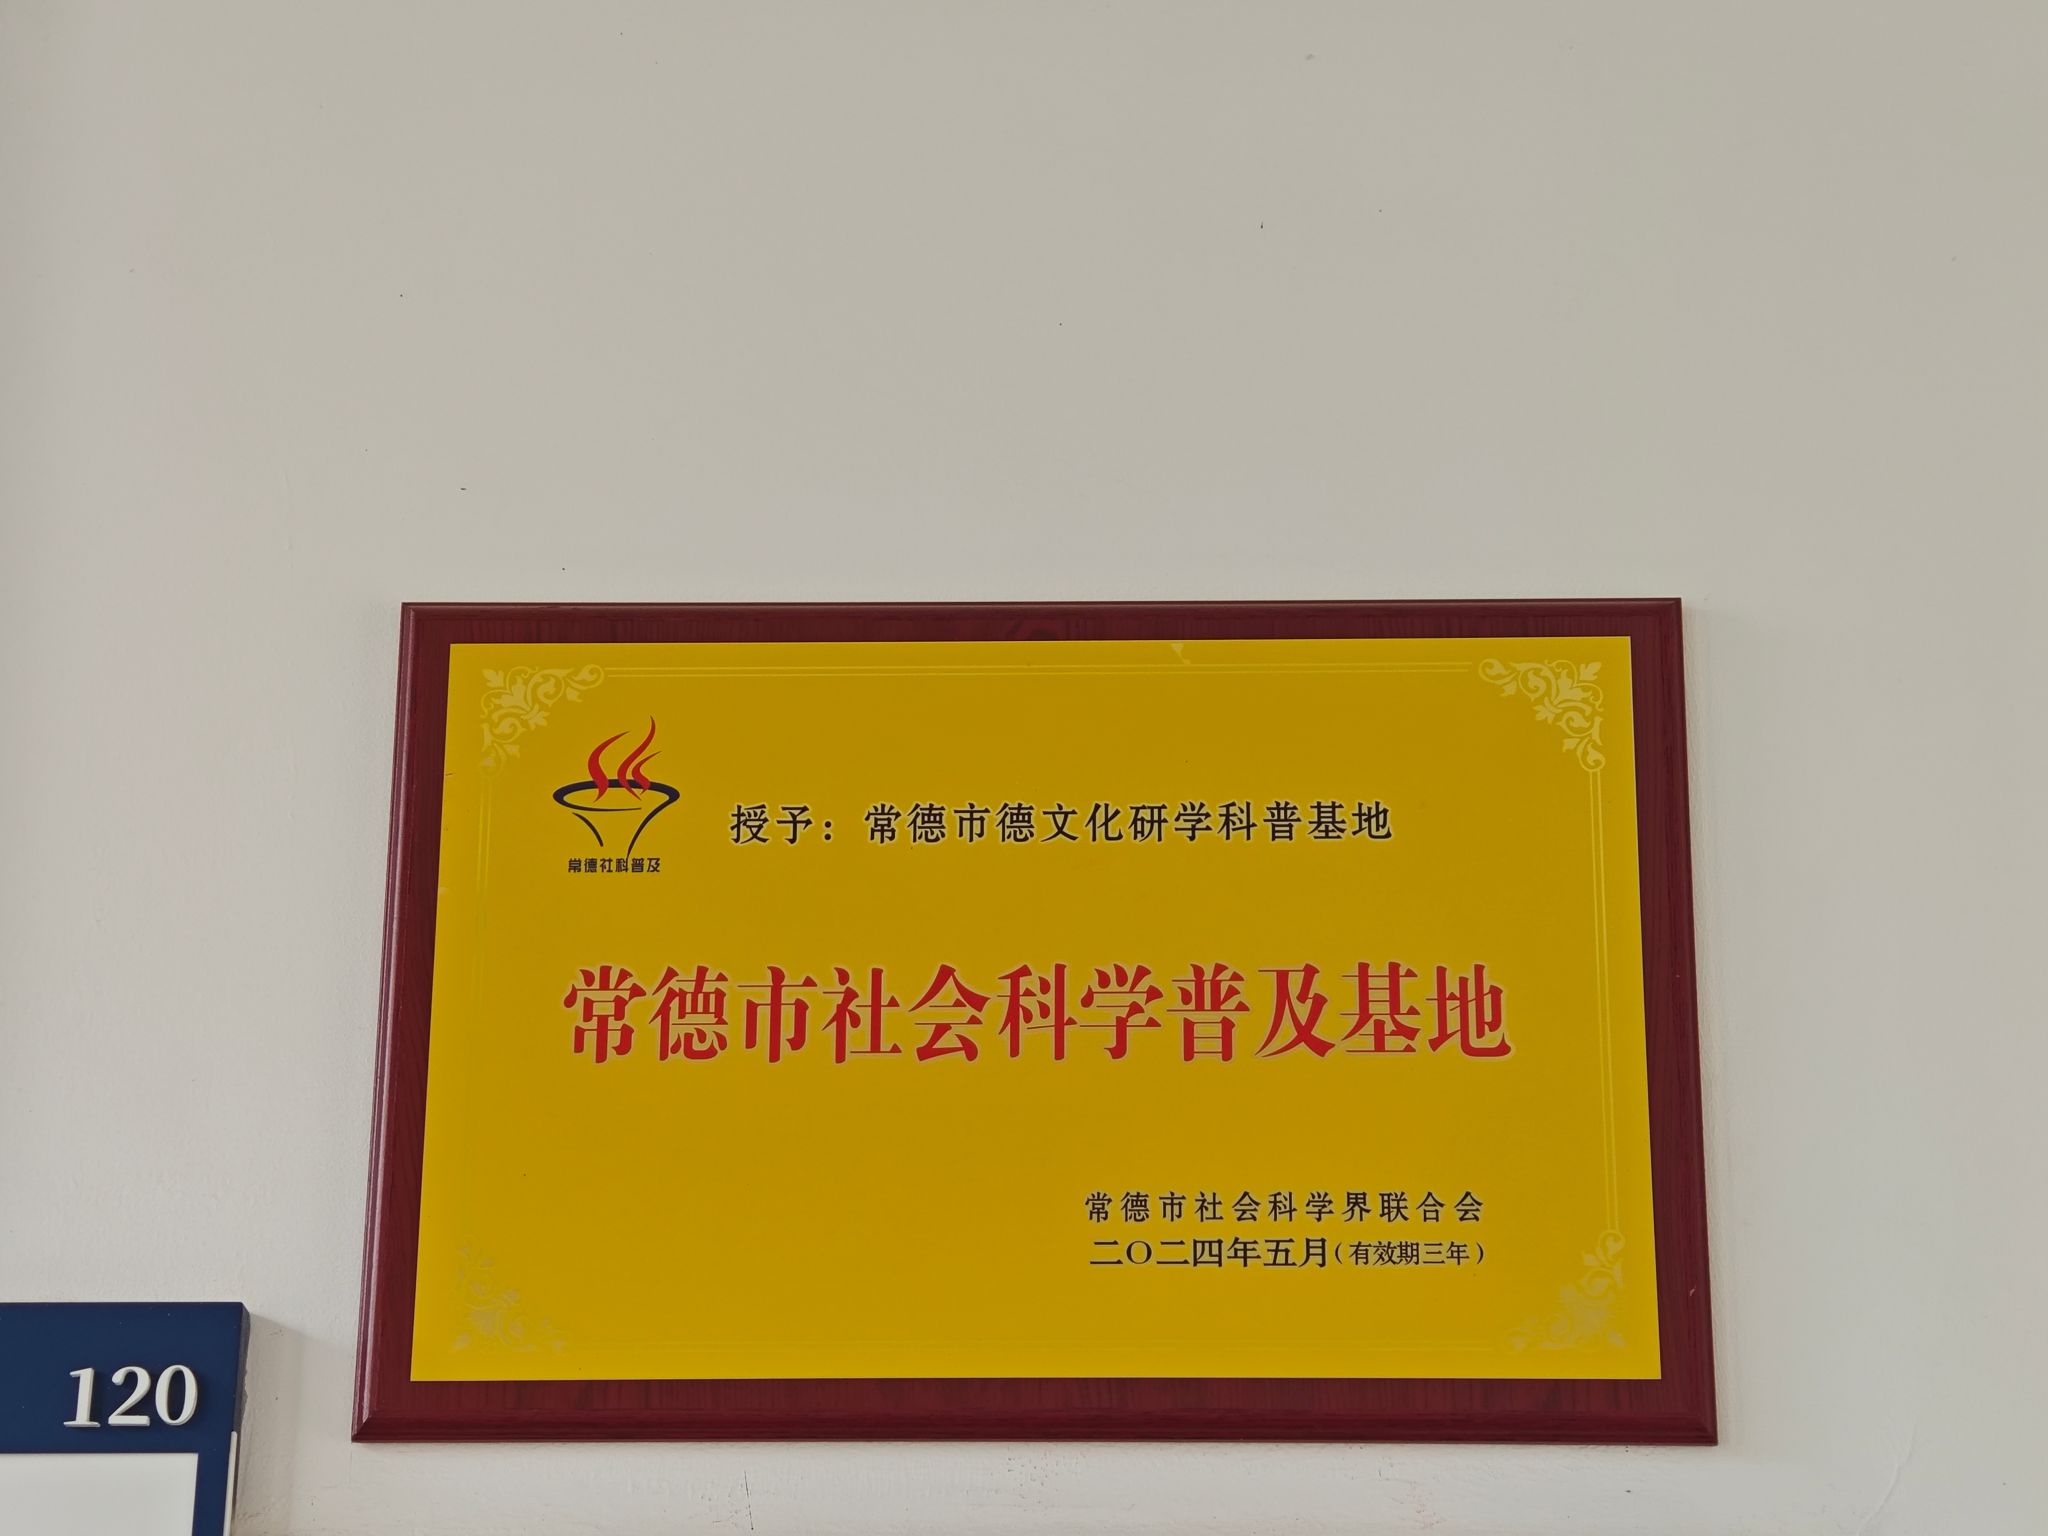 常德社科普及
授予：常德市德文化研学科普基地
常德市社会科学普及基地
常德市社会科学界联合会
二〇二四年五月（有效期三年）
120